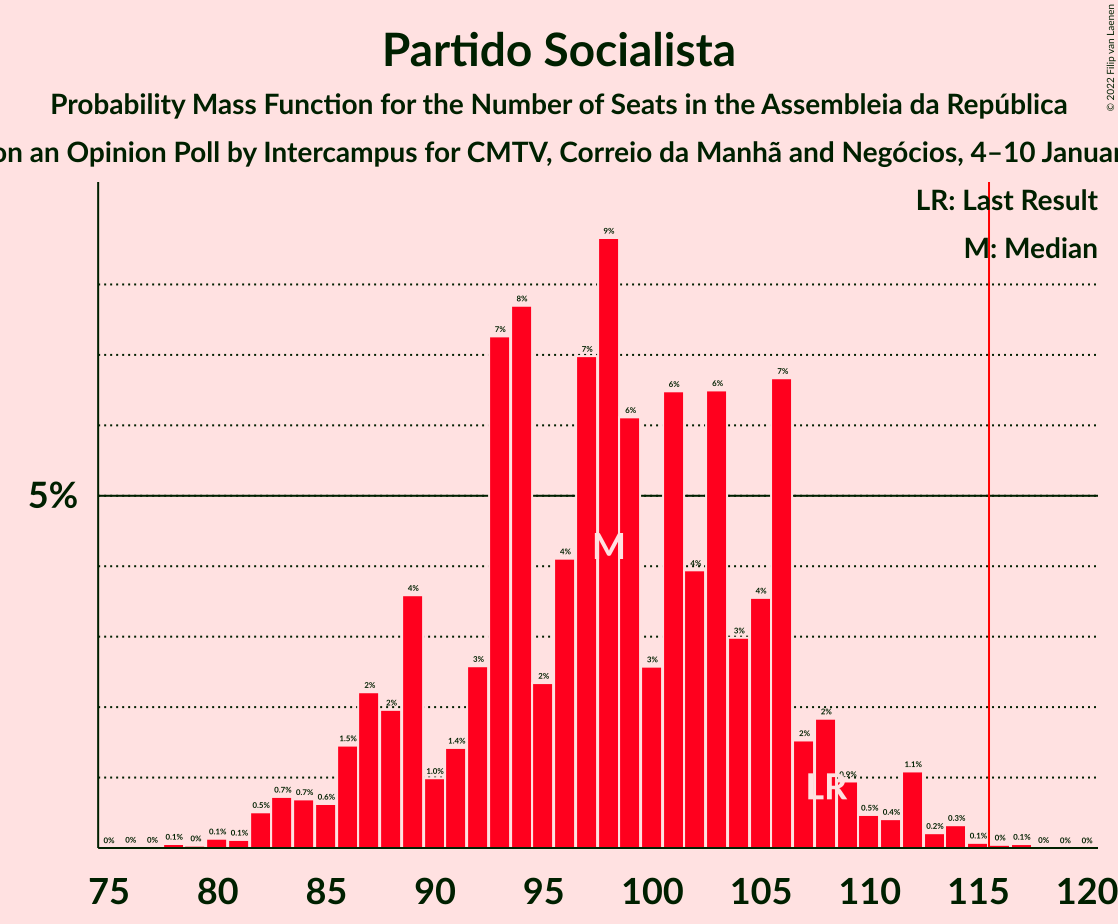 Partido Socialista
© 2022 Filip van Laenen
Probability Mass Function for the Number of Seats in the Assembleia da República
on an Opinion Poll by Intercampus for CMTV, Correio da Manhã and Negócios, 4–10 Januar
LR: Last Result
M: Median
5%
0% 0% 0% 0.1% 0% 0.1% 0.1% 0.5% 0.7% 0.7% 0.6% 1.5% 2% 2% 4% 1.0% 1.4% 3% 7% 8% 2% 4% 7% 9% 6% 3% 6% 4% 6% 3% 4% 7% 2% 2% 0.9% 0.5% 0.4% 1.1% 0.2% 0.3% 0.1% 0% 0.1% 0% 0% 0%
M
LR
75 80 85 90 95 100 105 110 115 120